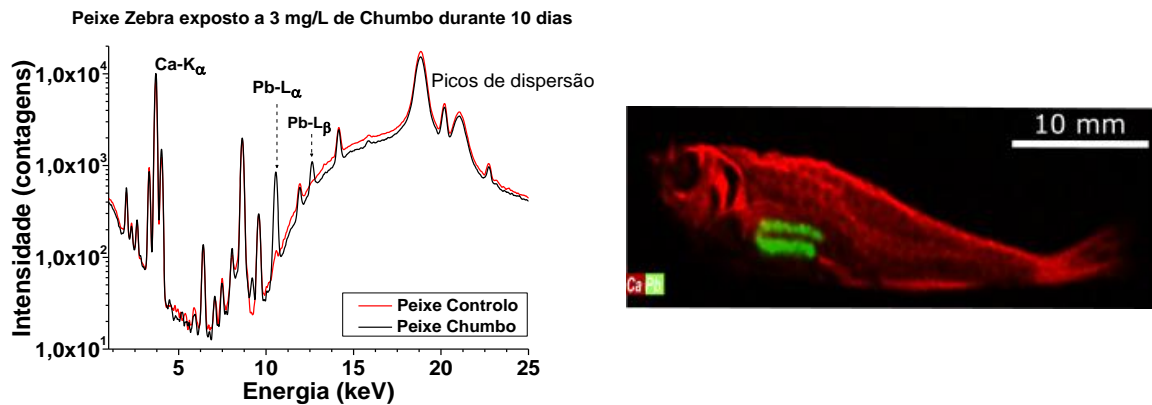 Peixe Zebra exposto a 3 mg/L de Chumbo durante 10 dias
Intensidade (contagens)
1,0x10⁴
1,0x10³
1,0x10²
1,0x10¹
Ca-Kα
Pb-Lα
Pb-Lβ
Picos de dispersão
Peixe Controlo
Peixe Chumbo
5
10
15
20
25
Energia (keV)
10 mm
Ca Pb